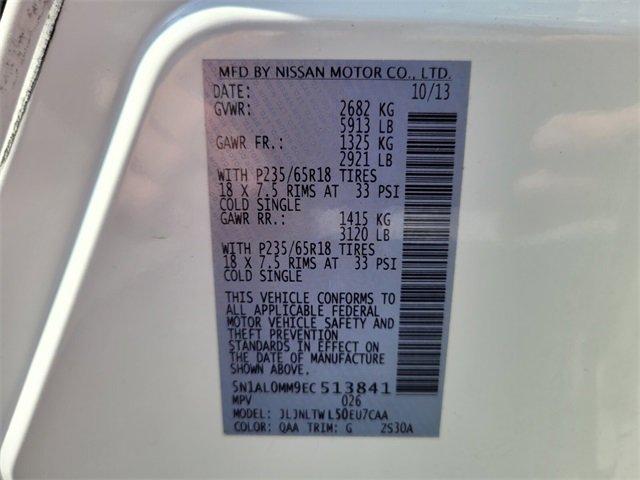 MFD BY NISSAN MOTOR CO., LTD.
DATE: 10/13
GVWR: 2682 KG
5913 LB
GAWR FR.: 1325 KG
2921 LB
WITH P235/65R18 TIRES
18 X 7.5 RIMS AT 33 PSI
COLD SINGLE
GAWR RR.: 1415 KG
3120 LB
WITH P235/65R18 TIRES
18 X 7.5 RIMS AT 33 PSI
COLD SINGLE
THIS VEHICLE CONFORMS TO
ALL APPLICABLE FEDERAL
MOTOR VEHICLE SAFETY AND
THEFT PREVENTION
STANDARDS IN EFFECT ON
THE DATE OF MANUFACTURE
SHOWN ABOVE.
5N1AL0MM9EC 513841
MPV 026
MODEL: JLJNLTW L50EU7CAA
COLOR: QAA TRIM: G 2S30A